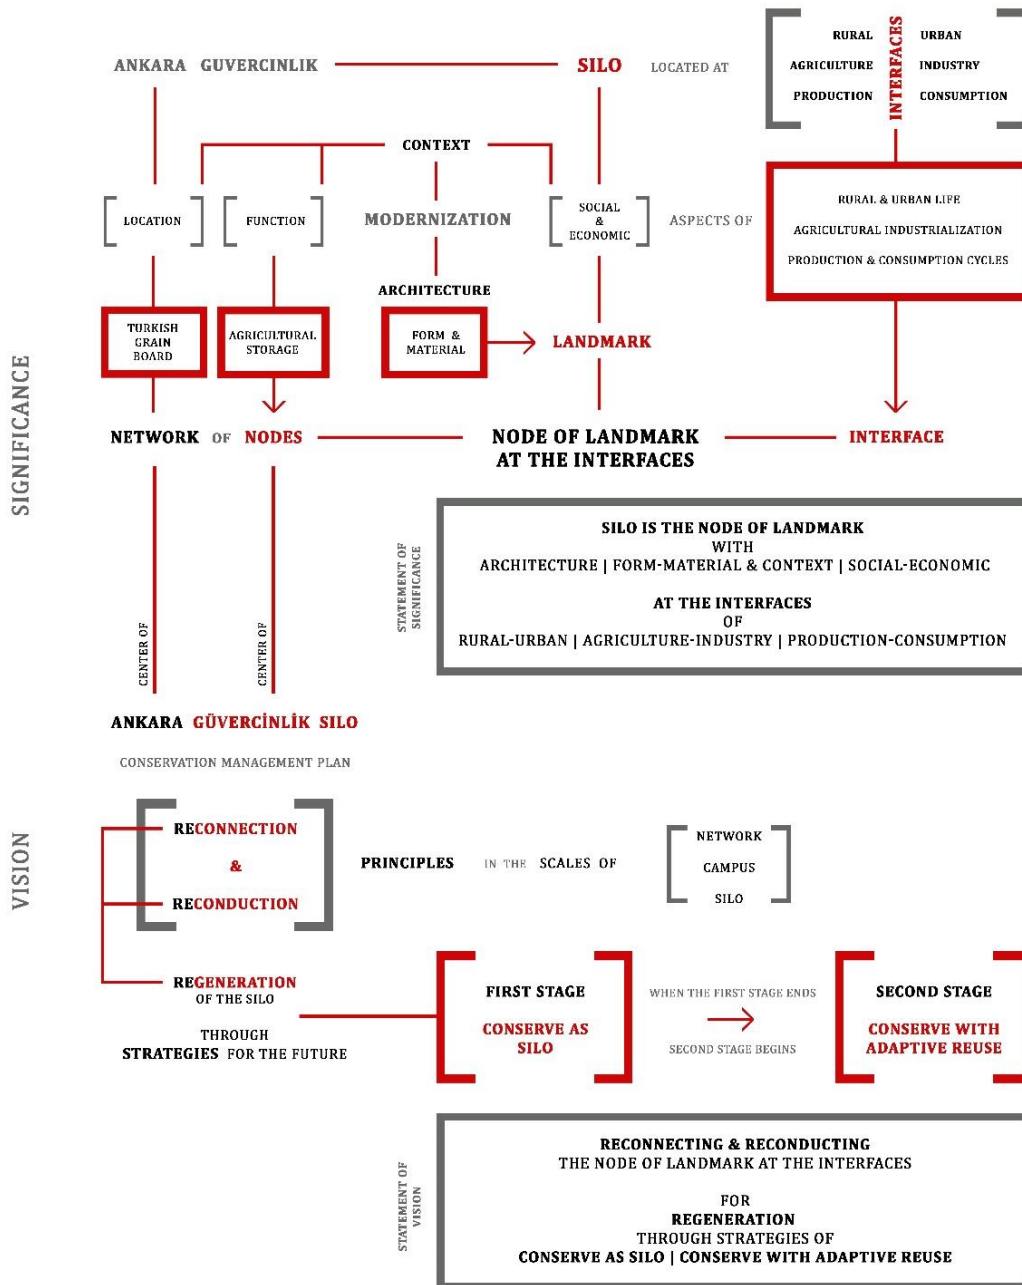 RURAL URBAN
AGRICULTURE INDUSTRY
PRODUCTION CONSUMPTION
INTERFACES
ANKARA GUVERCINLIK SILO LOCATED AT
CONTEXT
LOCATION
FUNCTION
MODERNIZATION
SOCIAL
&
ECONOMIC
ASPECTS OF
RURAL & URBAN LIFE
AGRICULTURAL INDUSTRIALIZATION
PRODUCTION & CONSUMPTION CYCLES
ARCHITECTURE
TURKISH
GRAIN
BOARD
AGRICULTURAL
STORAGE
FORM &
MATERIAL
LANDMARK
SIGNIFICANCE
NETWORK OF NODES
NODE OF LANDMARK
AT THE INTERFACES
INTERFACE
STATEMENT OF
SIGNIFICANCE
SILO IS THE NODE OF LANDMARK
WITH
ARCHITECTURE | FORM-MATERIAL & CONTEXT | SOCIAL-ECONOMIC
AT THE INTERFACES
OF
RURAL-URBAN | AGRICULTURE-INDUSTRY | PRODUCTION-CONSUMPTION
CENTER OF
CENTER OF
ANKARA GÜVERCİNLİK SILO
CONSERVATION MANAGEMENT PLAN
VISION
RECONNECTION
&
RECONDUCTION
PRINCIPLES IN THE SCALES OF
NETWORK
CAMPUS
SILO
REGENERATION
OF THE SILO
THROUGH
STRATEGIES FOR THE FUTURE
FIRST STAGE
CONSERVE AS
SILO
WHEN THE FIRST STAGE ENDS
SECOND STAGE BEGINS
SECOND STAGE
CONSERVE WITH
ADAPTIVE REUSE
STATEMENT OF
VISION
RECONNECTING & RECONDUCTING
THE NODE OF LANDMARK AT THE INTERFACES
FOR
REGENERATION
THROUGH STRATEGIES OF
CONSERVE AS SILO | CONSERVE WITH ADAPTIVE REUSE